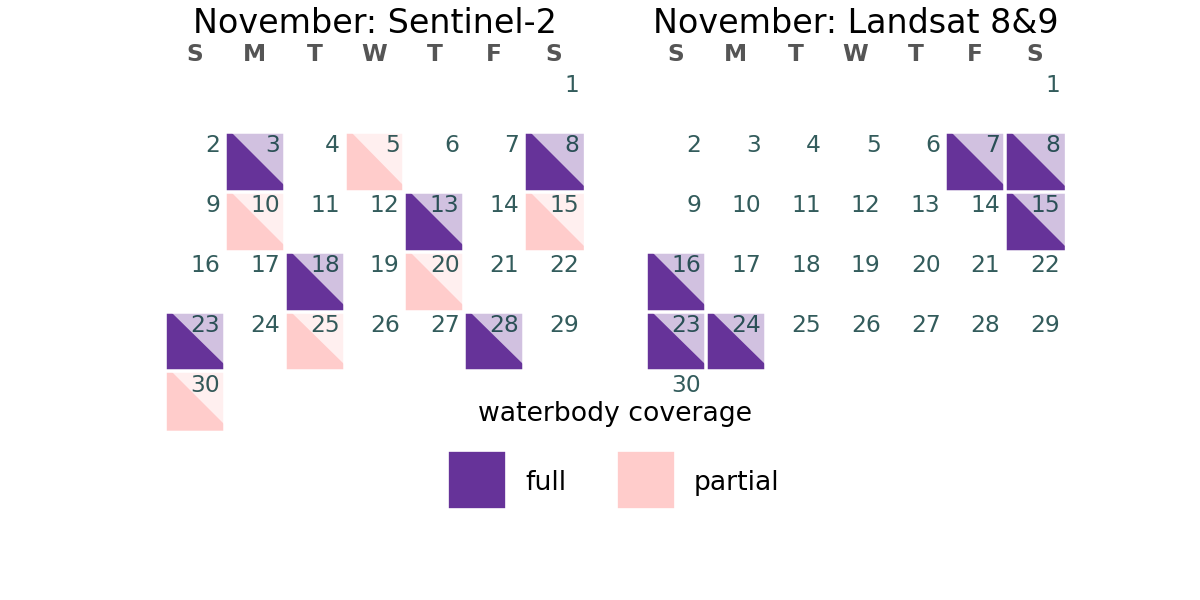 November: Sentinel-2
S M T W T F S
1
2 3 4 5 6 7 8
9 10 11 12 13 14 15
16 17 18 19 20 21 22
23 24 25 26 27 28 29
30
November: Landsat 8&9
S M T W T F S
1
2 3 4 5 6 7 8
9 10 11 12 13 14 15
16 17 18 19 20 21 22
23 24 25 26 27 28 29
30
waterbody coverage
full partial